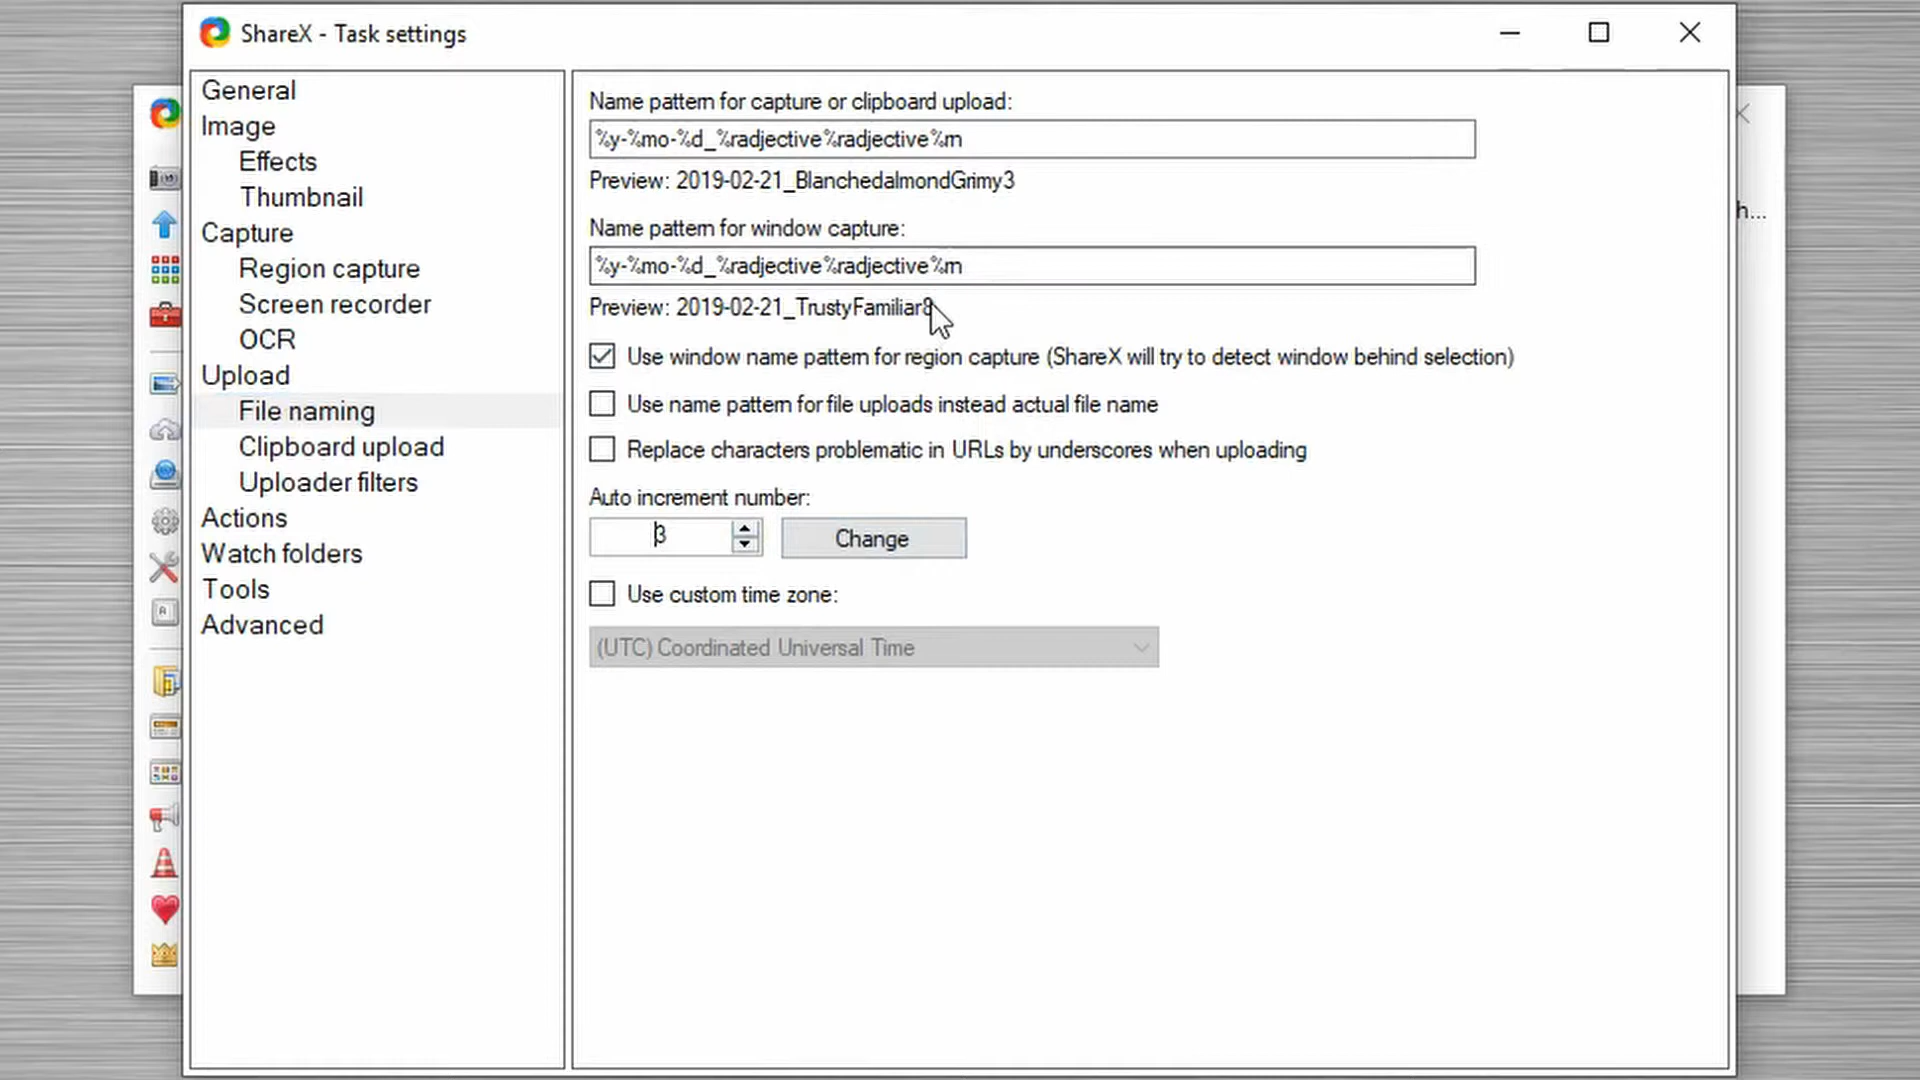 ShareX - Task settings
General
Image
Effects
Thumbnail
Capture
Region capture
Screen recorder
OCR
Upload
File naming
Clipboard upload
Uploader filters
Actions
Watch folders
Tools
Advanced
Name pattern for capture or clipboard upload:
%y-%mo-%d_%radjective%radjective%rn
Preview: 2019-02-21_BlanchedalmondGrimy3
Name pattern for window capture:
%y-%mo-%d_%radjective%radjective%rn
Preview: 2019-02-21_TrustyFamiliar8
Use window name pattern for region capture (ShareX will try to detect window behind selection)
Use name pattern for file uploads instead actual file name
Replace characters problematic in URLs by underscores when uploading
Auto increment number:
3
Change
Use custom time zone:
(UTC) Coordinated Universal Time
h...